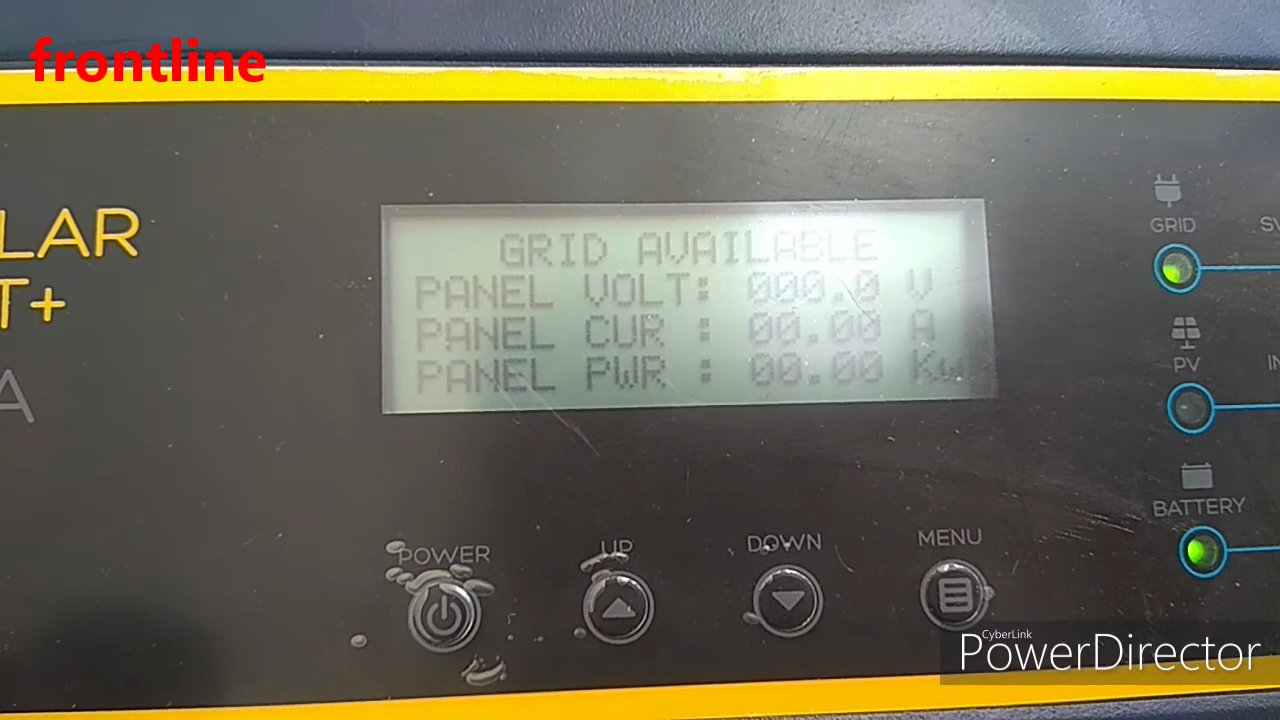 frontline
LAR
T+
A
GRID AVAILABLE
PANEL VOLT: 000.0 V
PANEL CUR : 00.00 A
PANEL PWR : 00.00 Kw
GRID
PV
BATTERY
POWER
UP
DOWN
MENU
CyberLink
PowerDirector